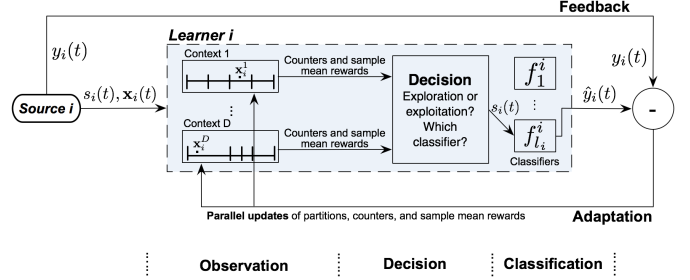 Feedback
Learner i
y_i(t)
y_i(t)
Context 1
x_i^1
Counters and sample
mean rewards
Decision
Exploration or
exploitation?
Which
classifier?
f_1^i
Source i
s_i(t), x_i(t)
⋮
s_i(t)
⋮
ŷ_i(t)
-
Context D
x_i^D
Counters and sample
mean rewards
f_{l_i}^i
Classifiers
Parallel updates of partitions, counters, and sample mean rewards
Adaptation
Observation
Decision
Classification